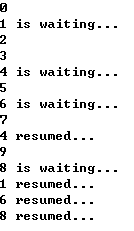 0
1 is waiting...
2
3
4 is waiting...
5
6 is waiting...
7
4 resumed...
9
8 is waiting...
1 resumed...
6 resumed...
8 resumed...